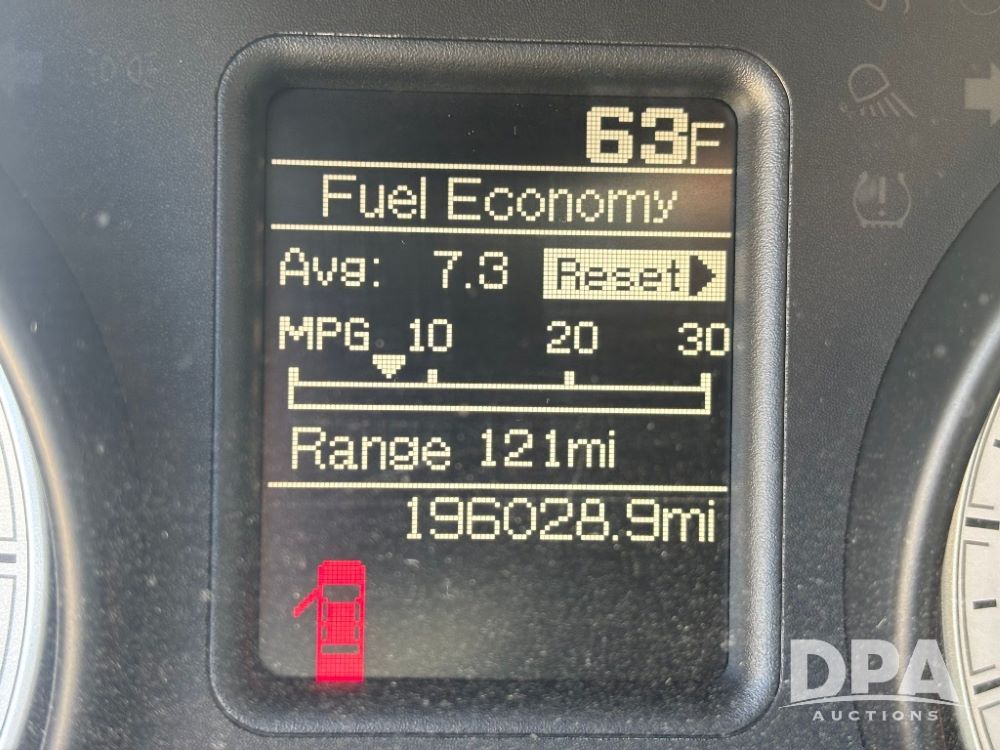 63F
Fuel Economy
Avg: 7.3 Reset
MPG 10 20 30
Range 121mi
196028.9mi
DPA
AUCTIONS